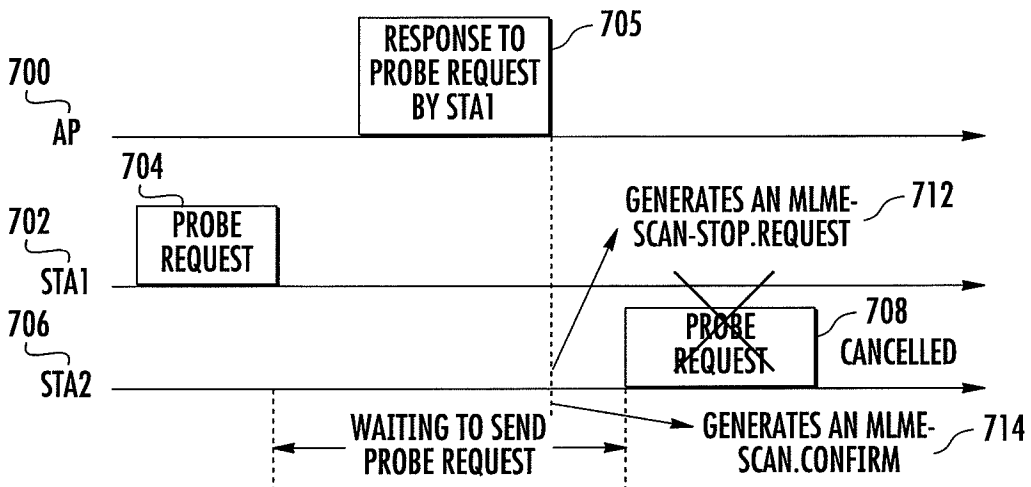 RESPONSE TO
PROBE REQUEST
BY STA1
705
700
AP
704
PROBE
REQUEST
702
STA1
GENERATES AN MLME-
SCAN-STOP.REQUEST
712
706
STA2
PROBE
REQUEST
708
CANCELLED
WAITING TO SEND
PROBE REQUEST
GENERATES AN MLME-
SCAN.CONFIRM
714